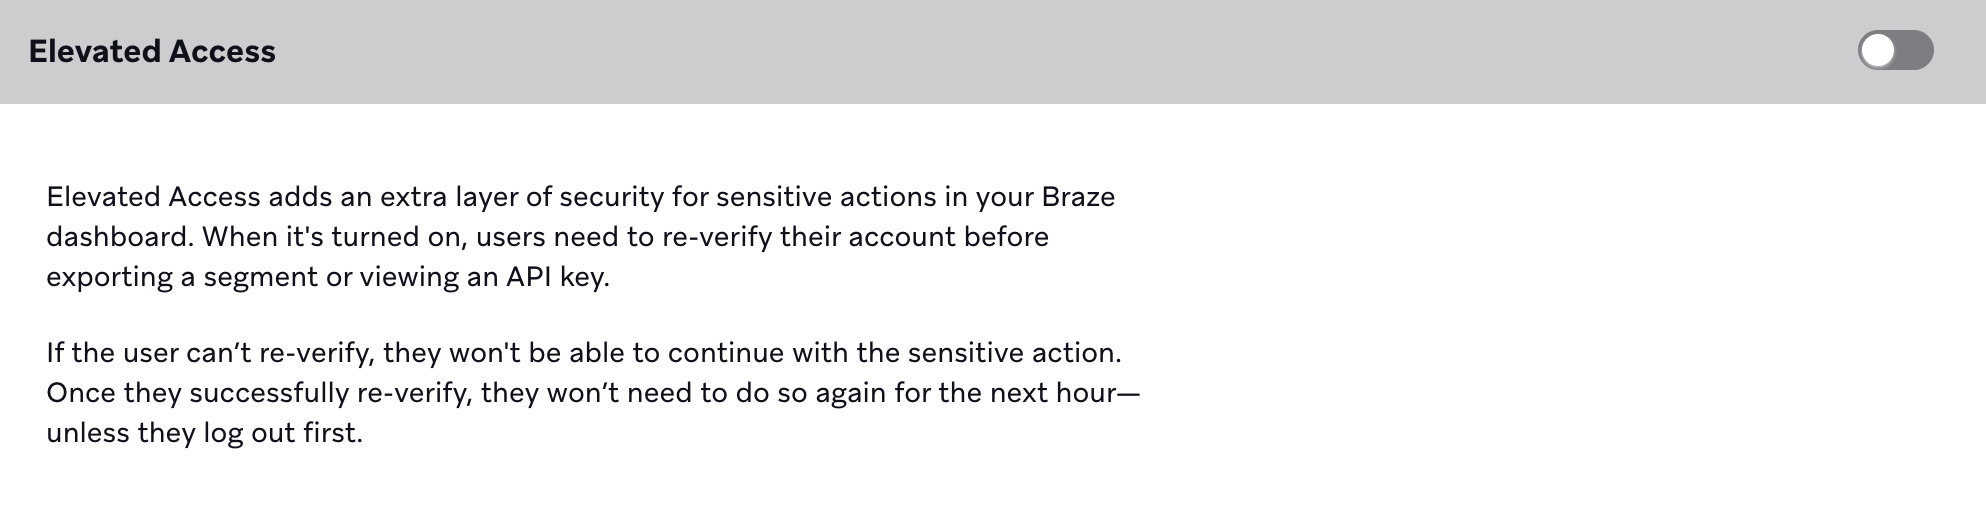 Elevated Access
Elevated Access adds an extra layer of security for sensitive actions in your Braze
dashboard. When it's turned on, users need to re-verify their account before
exporting a segment or viewing an API key.
If the user can’t re-verify, they won't be able to continue with the sensitive action.
Once they successfully re-verify, they won’t need to do so again for the next hour—
unless they log out first.